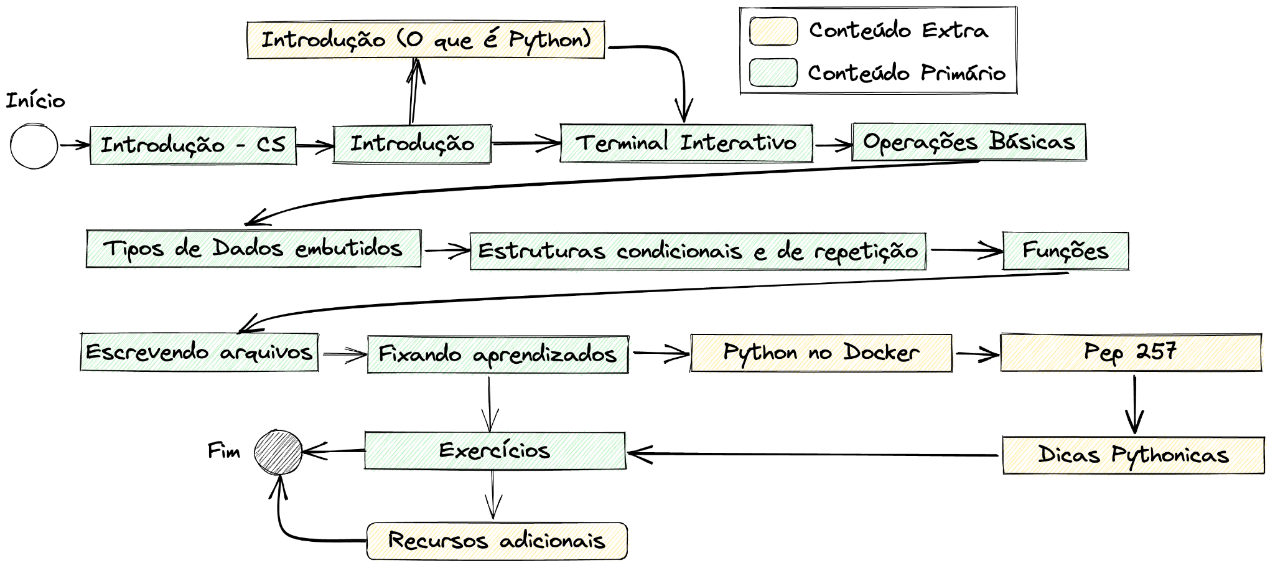 Introdução (O que é Python)
Conteúdo Extra
Conteúdo Primário
Início
Introdução - CS
Introdução
Terminal Interativo
Operações Básicas
Tipos de Dados embutidos
Estruturas condicionais e de repetição
Funções
Escrevendo arquivos
Fixando aprendizados
Python no Docker
Pep 257
Fim
Exercícios
Dicas Pythonicas
Recursos adicionais